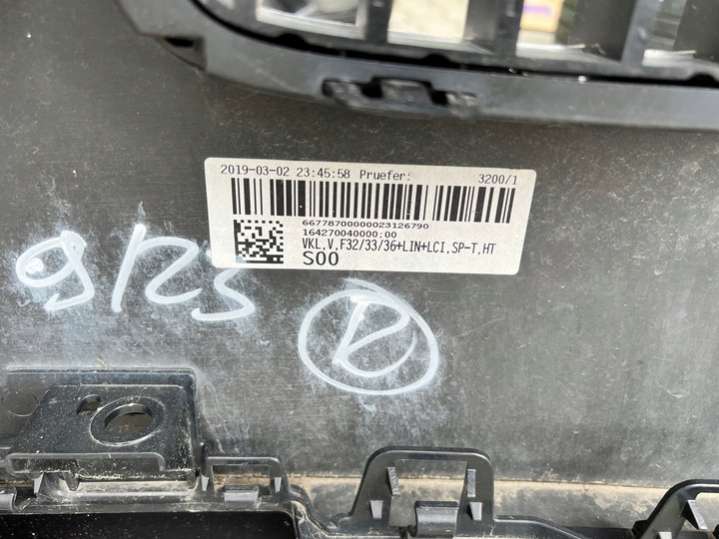 2019-03-02 23:45:58 Pruefer: 3200/1
66778700000023126790
164270040000;00
VKL,V,F32/33/36+LIN+LCI,SP-T,HT
S00
R